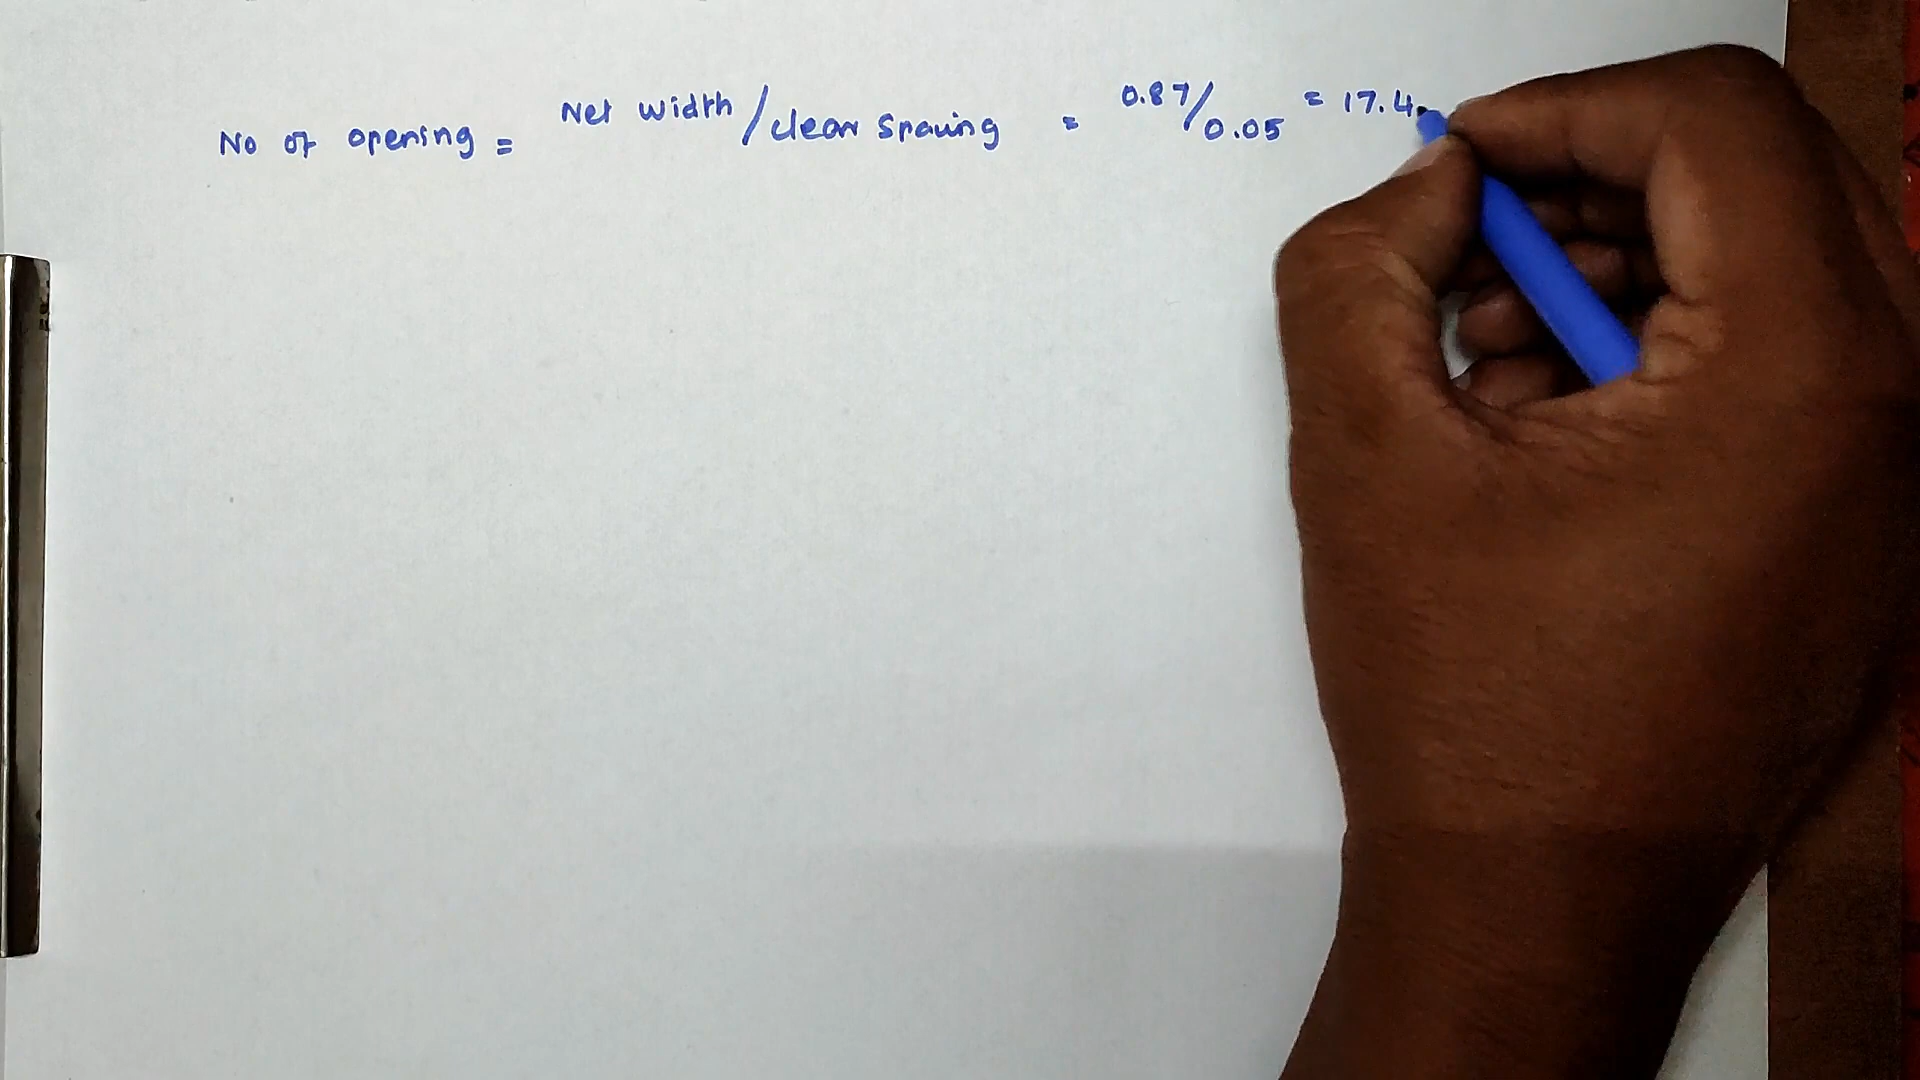 No of opening = Net width / clear spacing = 0.87/0.05 = 17.4